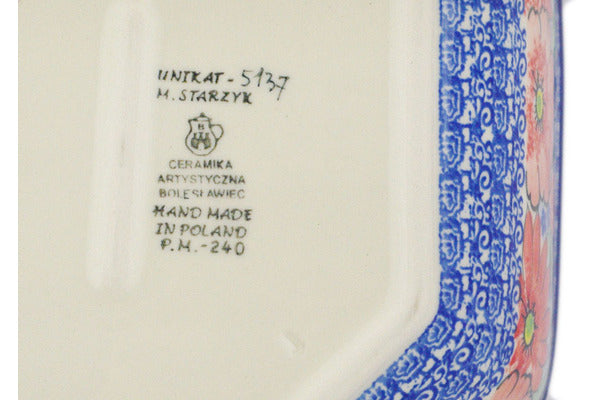 UNIKAT - 5137
M. STARZYK
B
CERAMIKA
ARTYSTYCZNA
BOLESŁAWIEC
HAND MADE
IN POLAND
P.M.-240